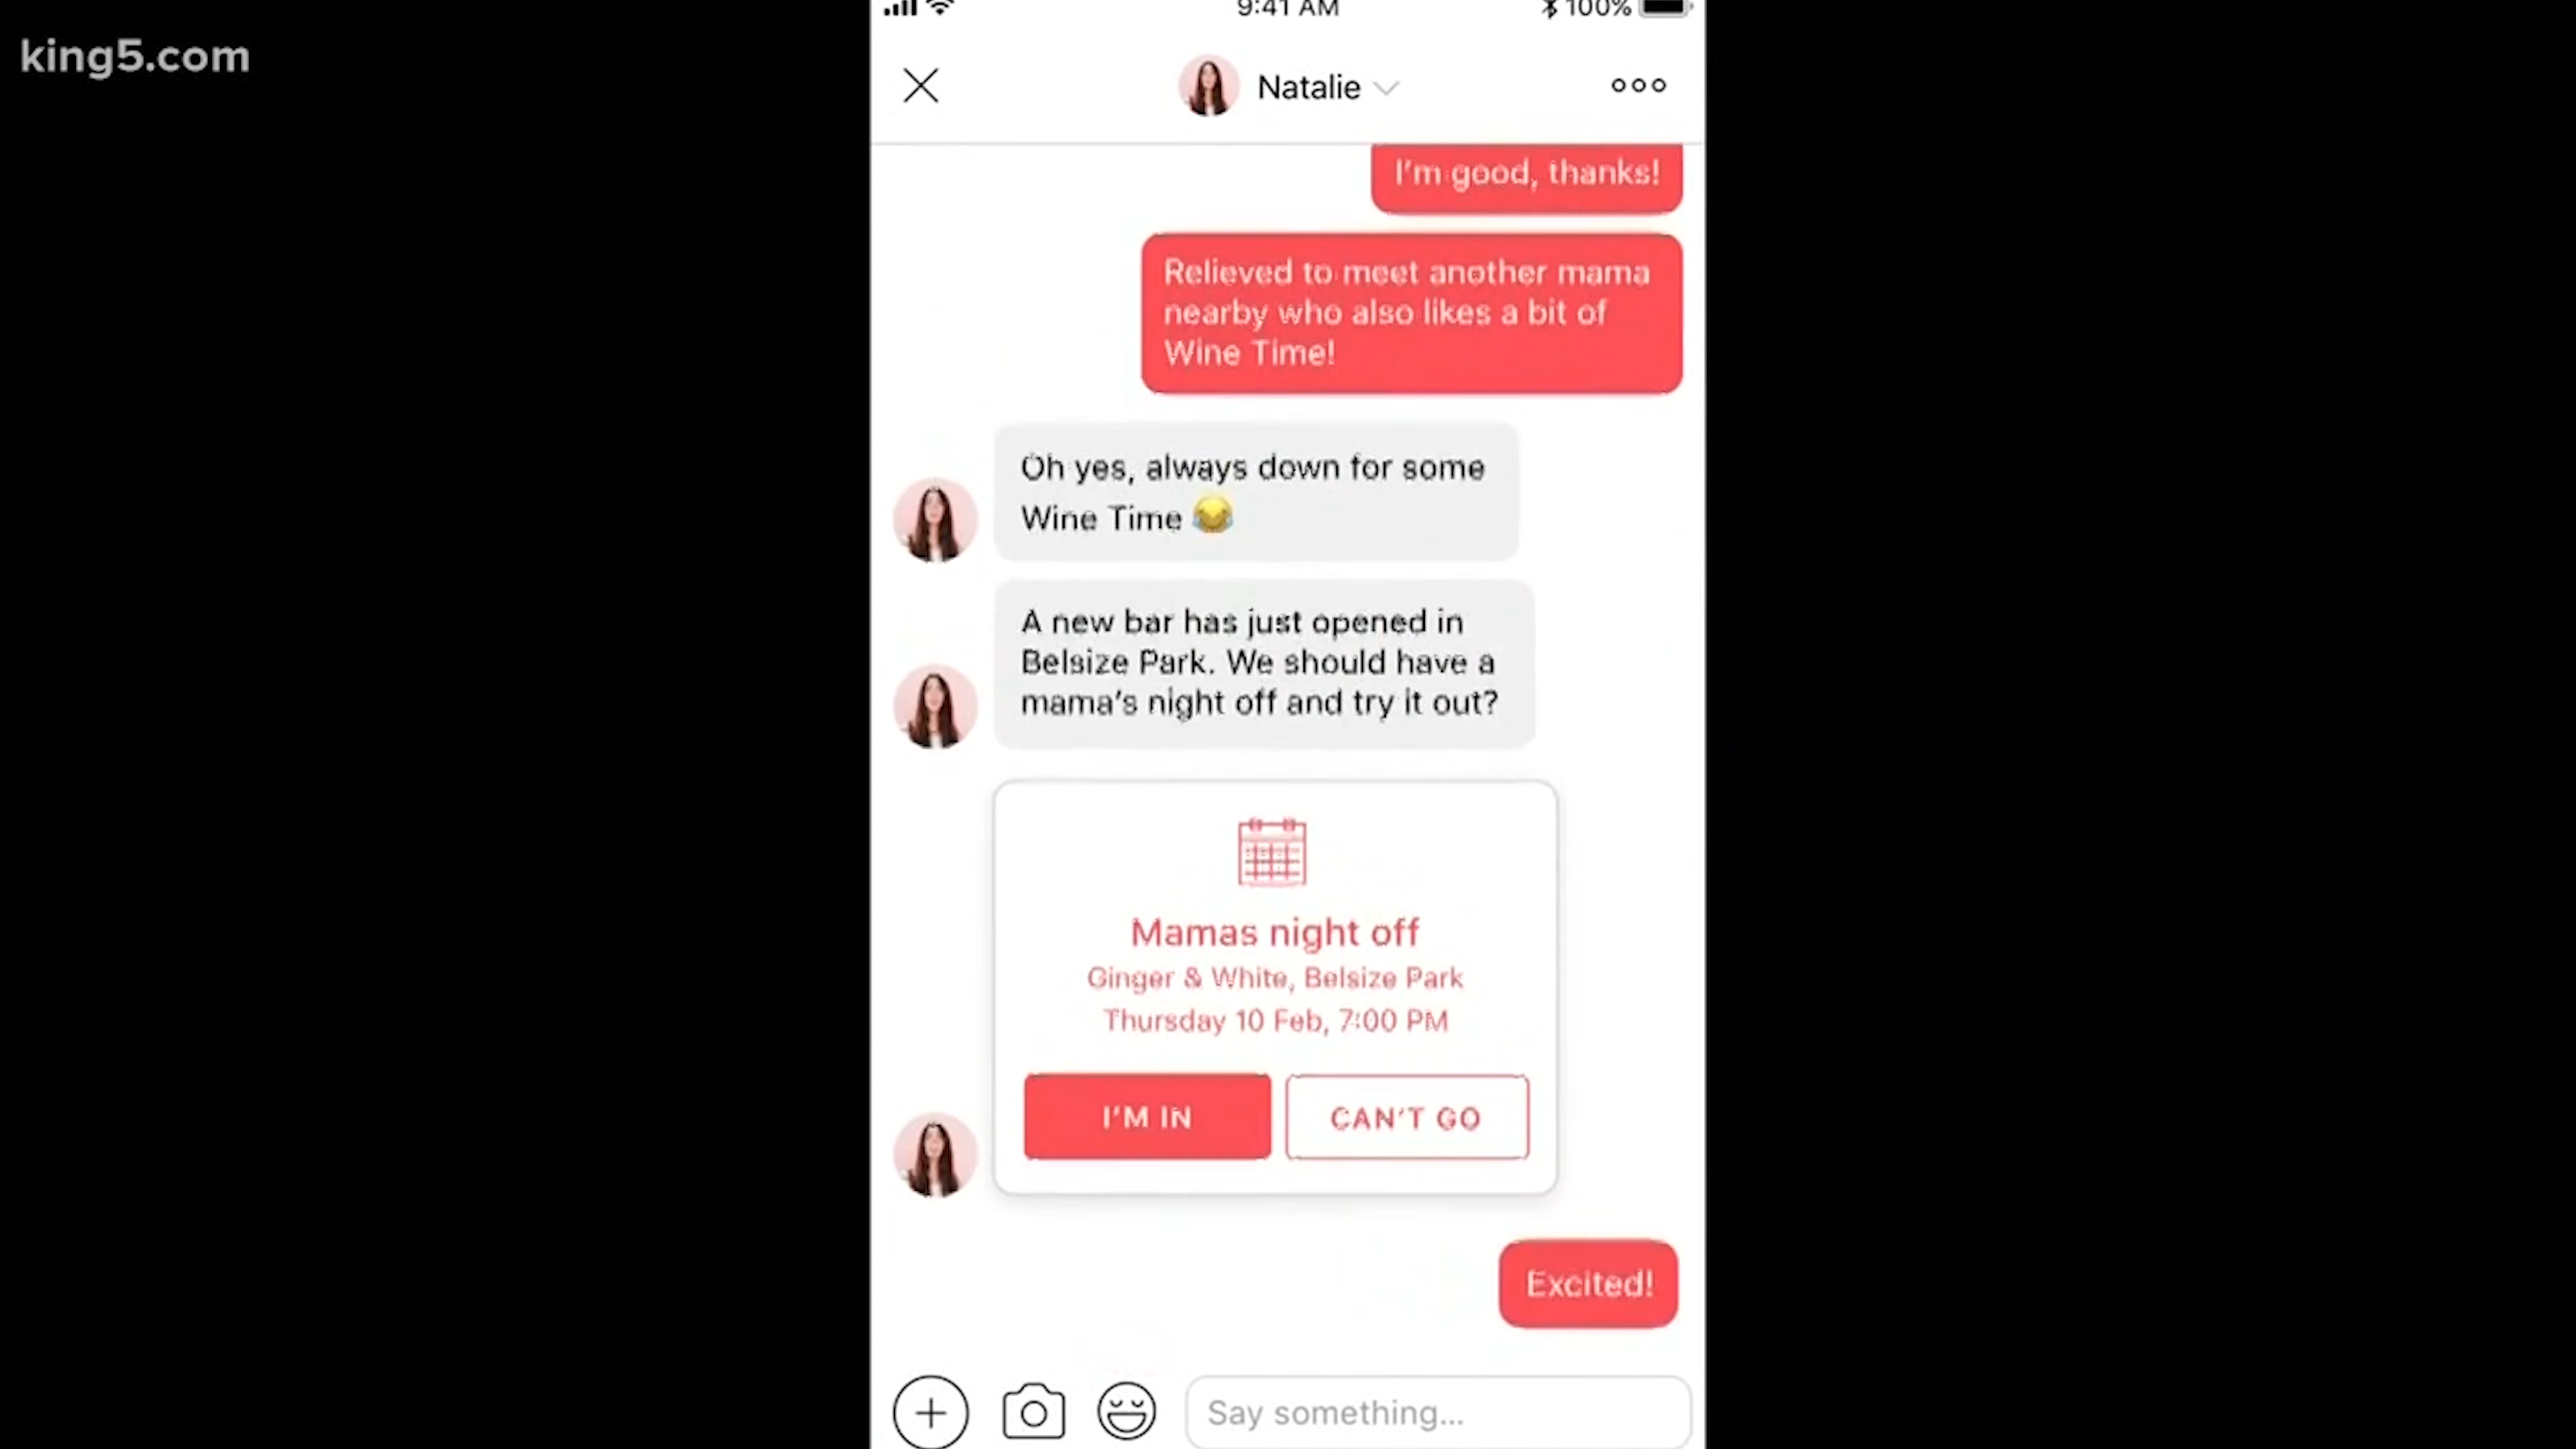 king5.com
9:41 AM
100%
Natalie
I'm good, thanks!
Relieved to meet another mama
nearby who also likes a bit of
Wine Time!
Oh yes, always down for some
Wine Time 😂
A new bar has just opened in
Belsize Park. We should have a
mama's night off and try it out?
Mamas night off
Ginger & White, Belsize Park
Thursday 10 Feb, 7:00 PM
I'M IN
CAN'T GO
Excited!
Say something...